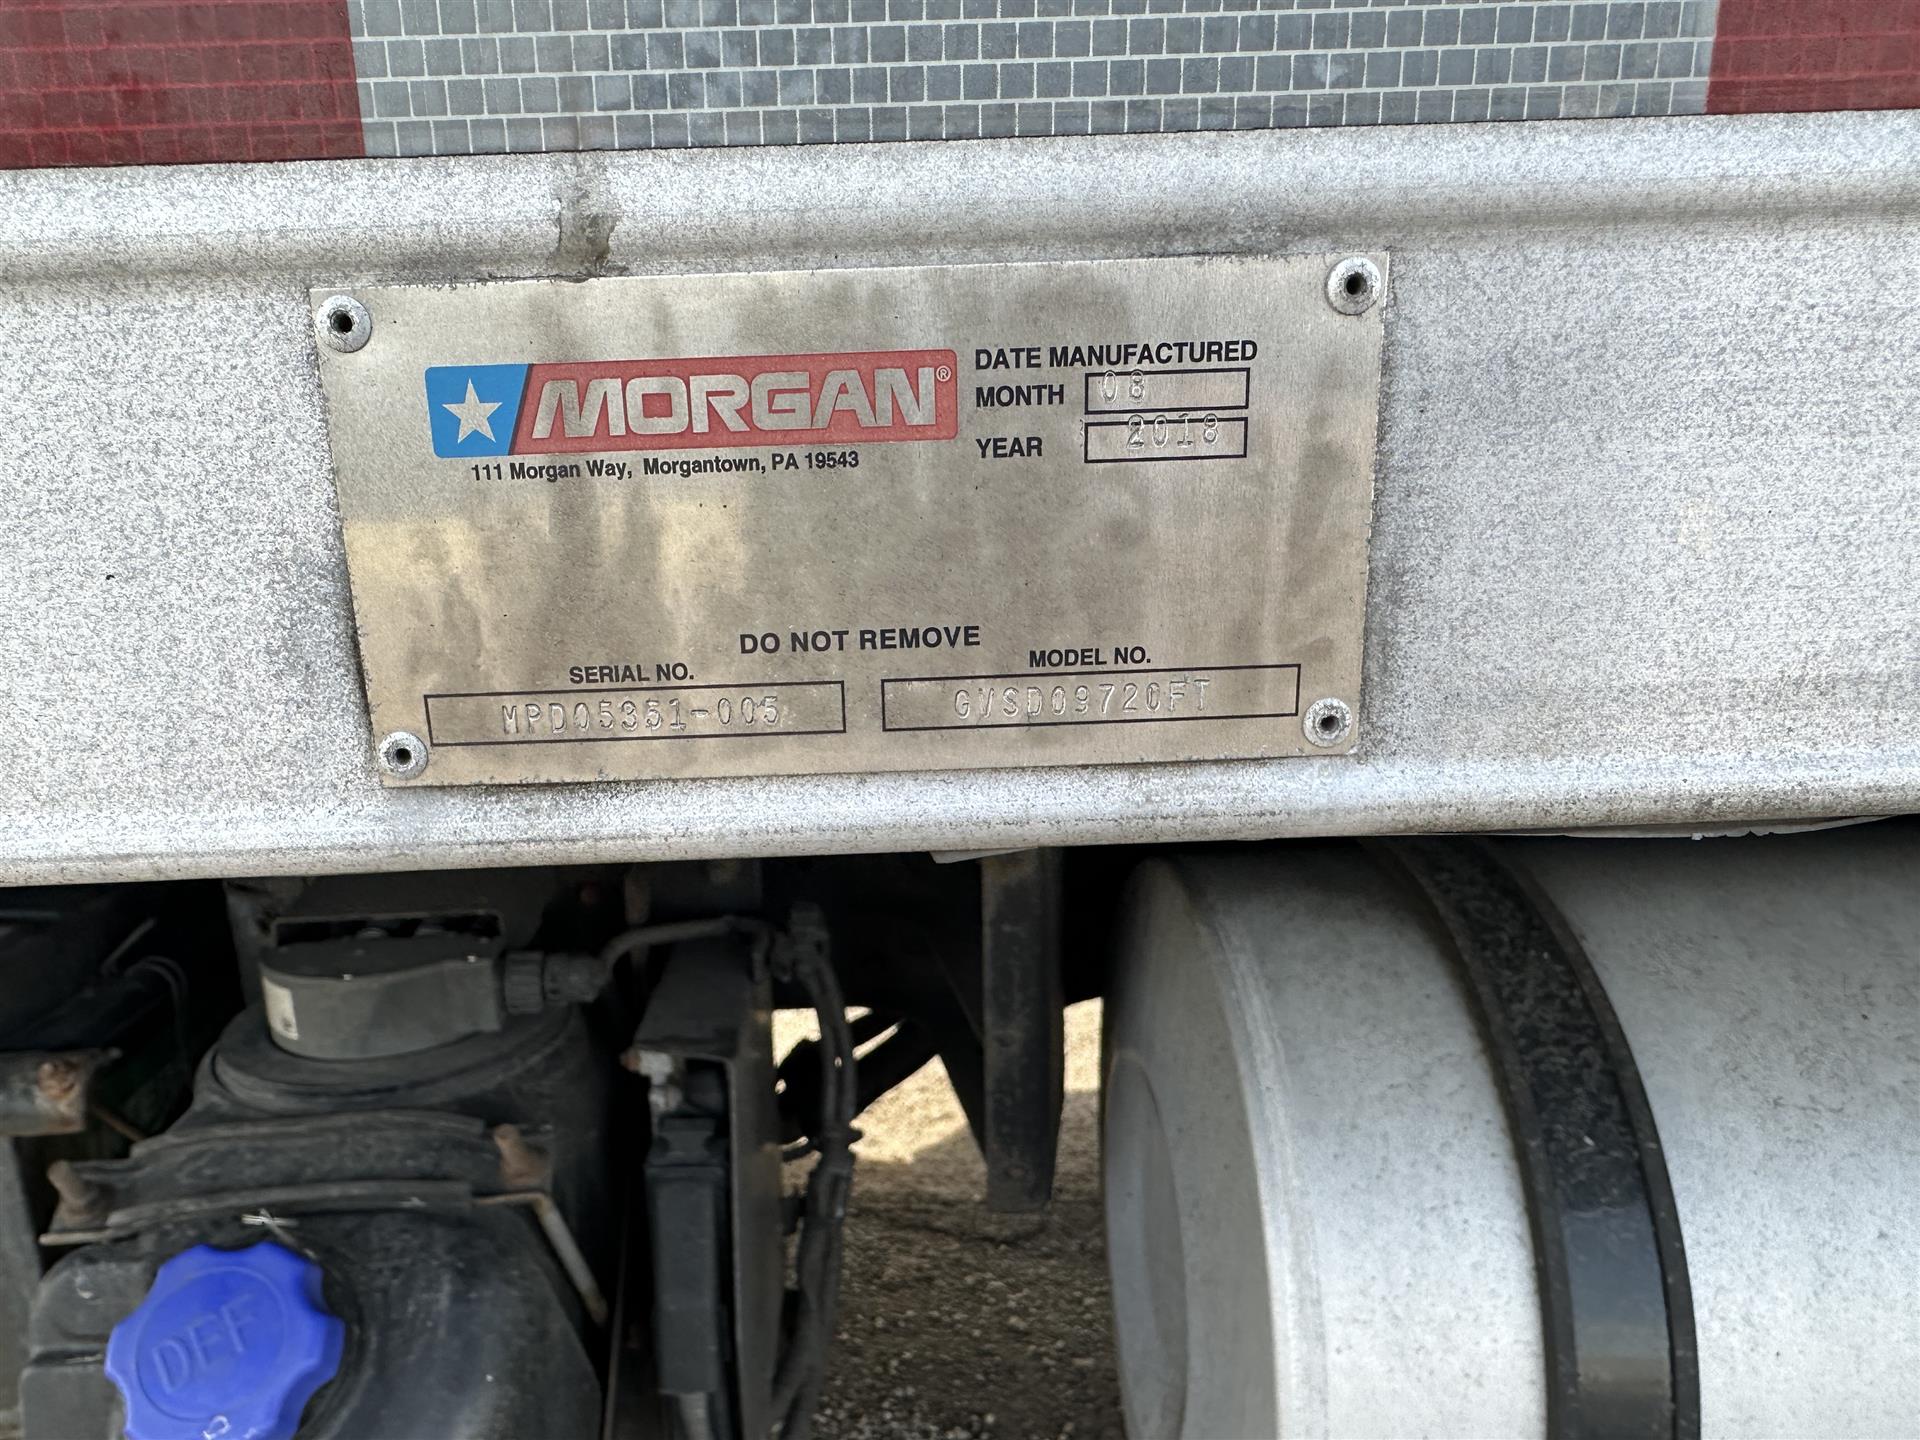 MORGAN®
111 Morgan Way, Morgantown, PA 19543
DATE MANUFACTURED
MONTH 08
YEAR 2018
DO NOT REMOVE
SERIAL NO.
MPD05351-005
MODEL NO.
GVSD09720FT
DEF